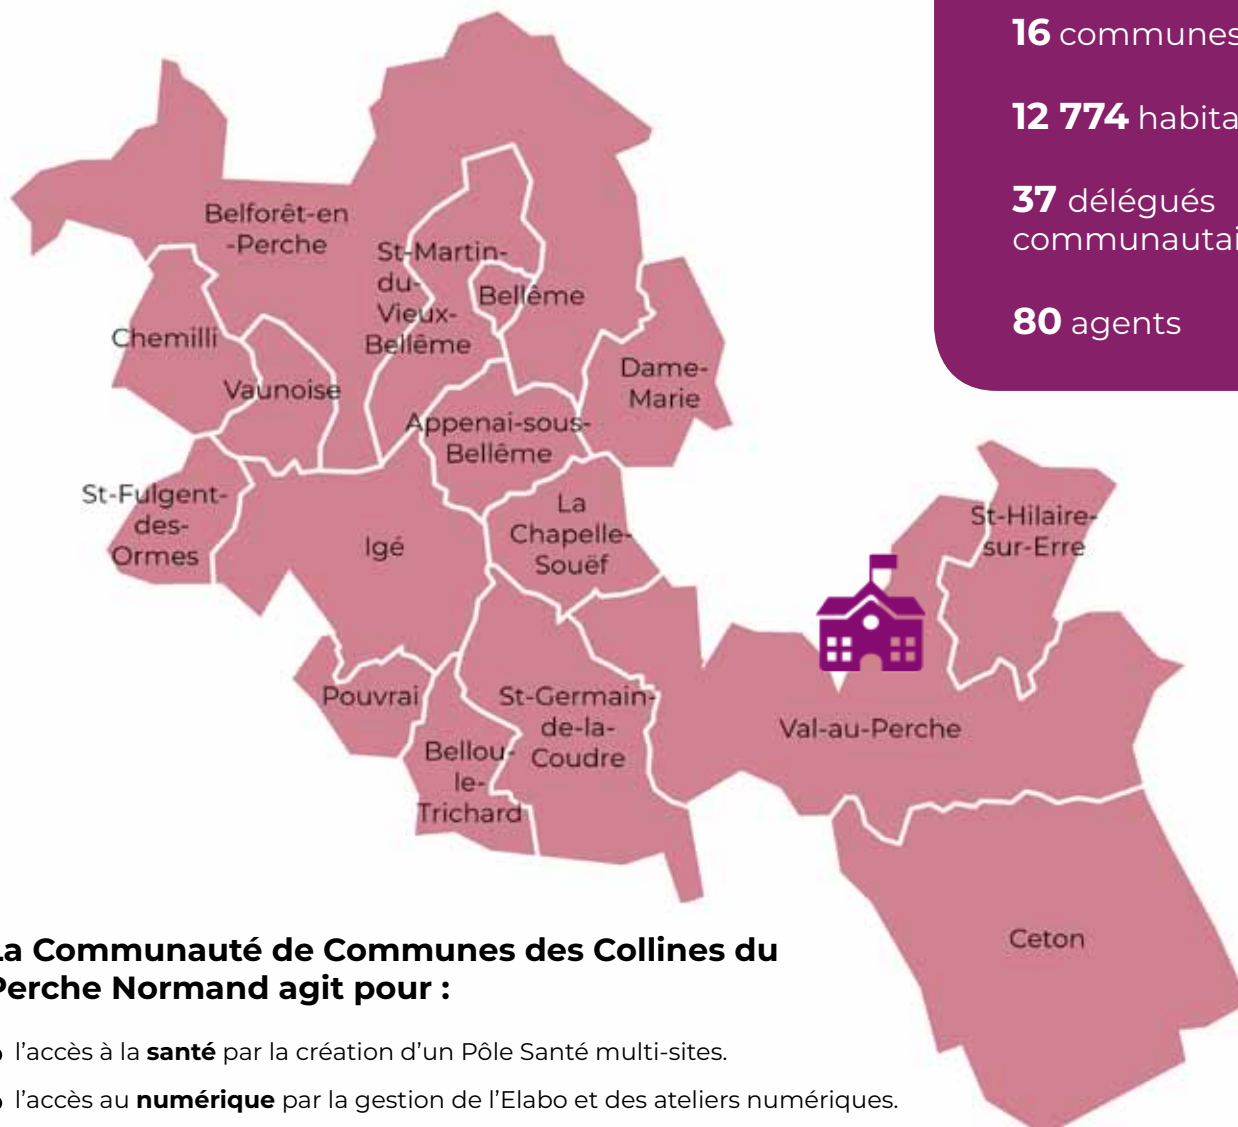 16 communes
12 774 habita
37 délégués
communautai
80 agents
Belforêt-en
-Perche
St-Martin-
du-
Vieux-
Bellême
Bellême
Chemilli
Vaunoise
Dame-
Marie
Appenai-sous-
Bellême
St-Fulgent-
des-
Ormes
Igé
La
Chapelle-
Souëf
St-Hilaire-
sur-Erre
Pouvrai
St-Germain-
de-la-
Coudre
Val-au-Perche
Bellou-
le-
Trichard
Ceton
La Communauté de Communes des Collines du
Perche Normand agit pour :
l'accès à la santé par la création d'un Pôle Santé multi-sites.
l'accès au numérique par la gestion de l'Elabo et des ateliers numériques.